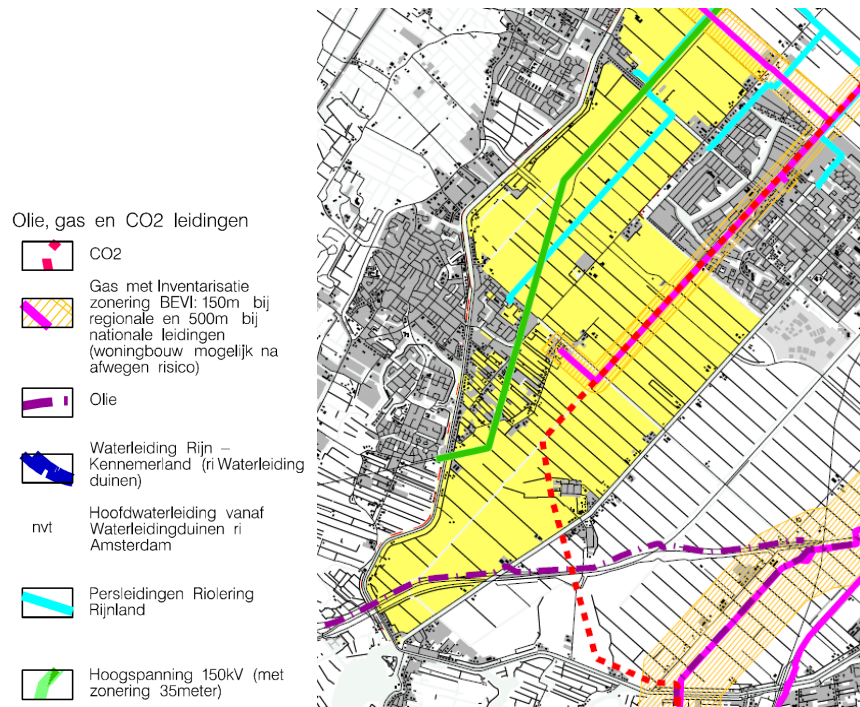 Olie, gas en CO2 leidingen
CO2
Gas met Inventarisatie
zonering BEVI: 150m bij
regionale en 500m bij
nationale leidingen
(woningbouw mogelijk na
afwegen risico)
Olie
Waterleiding Rijn –
Kennemerland (ri Waterleiding
duinen)
nvt
Hoofdwaterleiding vanaf
Waterleidingduinen ri
Amsterdam
Persleidingen Riolering
Rijnland
Hoogspanning 150kV (met
zonering 35meter)